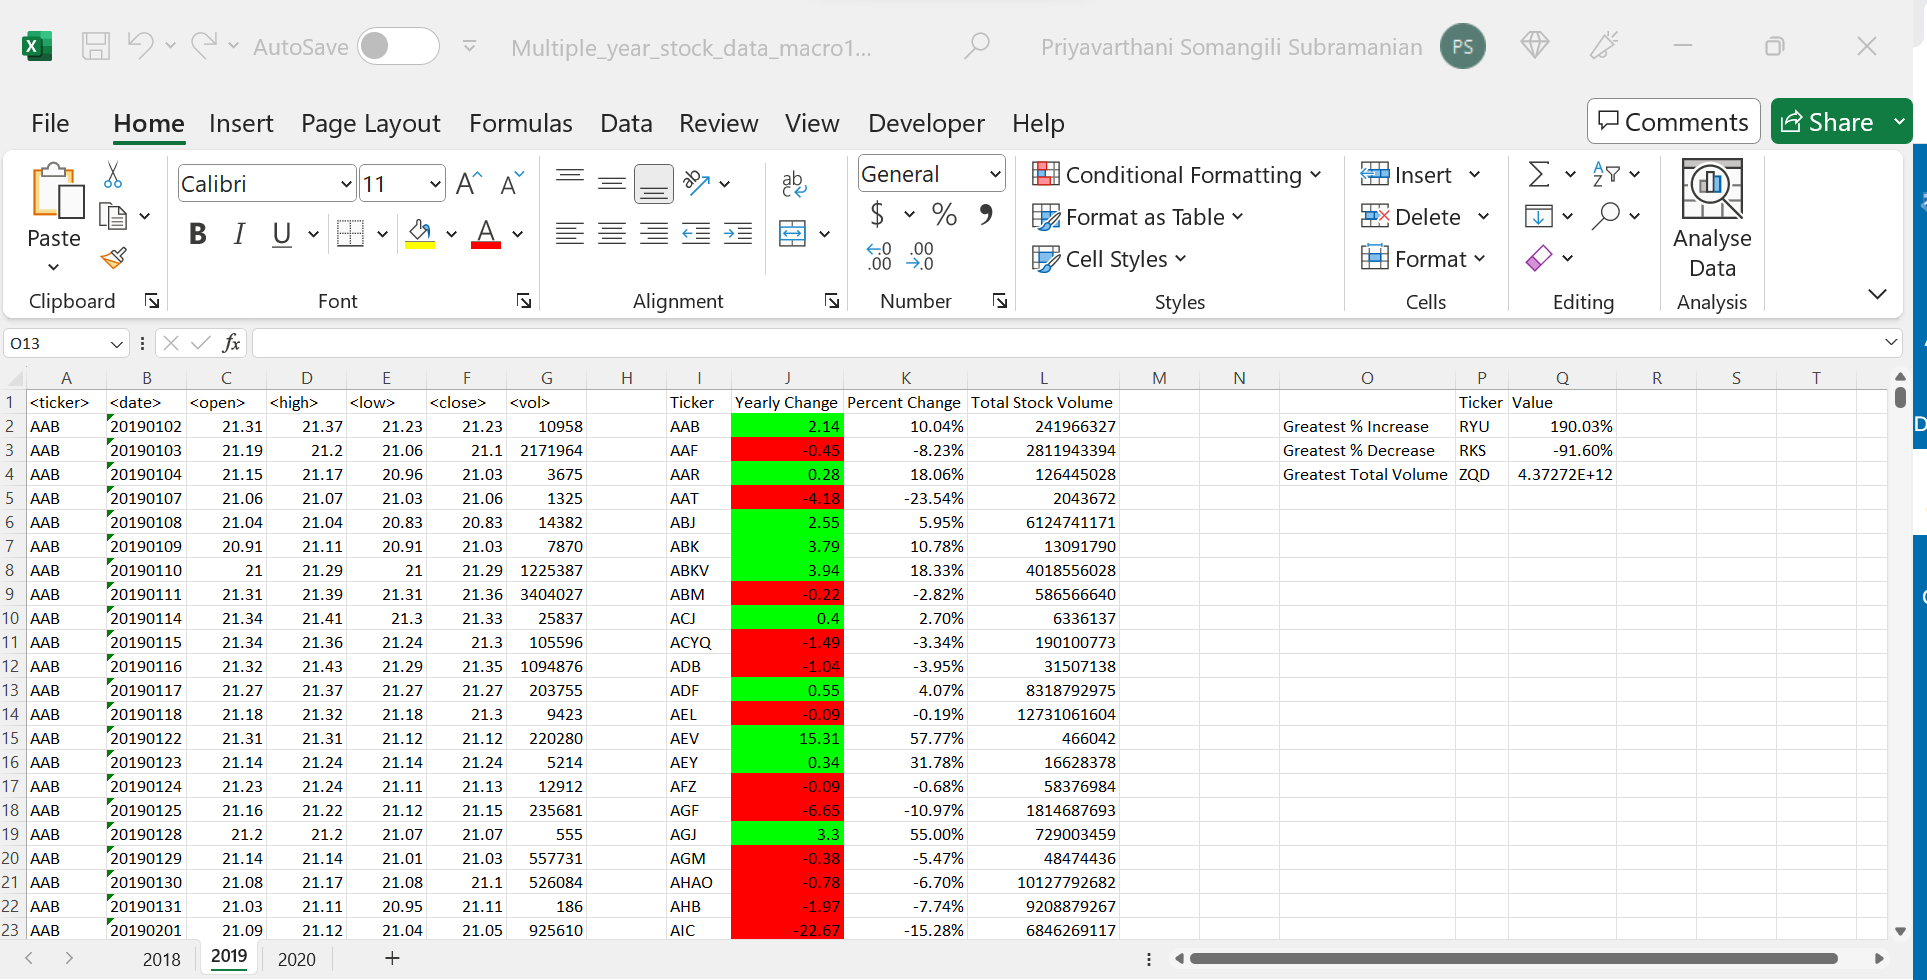 AutoSave Multiple_year_stock_data_macro1... Priyavarthani Somangili Subramanian PS
File Home Insert Page Layout Formulas Data Review View Developer Help Comments Share
Paste Calibri 11 General Conditional Formatting Insert
Format as Table Delete Analyse
Cell Styles Format Data
Clipboard Font Alignment Number Styles Cells Editing Analysis
O13 fx
A B C D E F G H I J K L M N O P Q R S T
1 <ticker> <date> <open> <high> <low> <close> <vol> Ticker Yearly Change Percent Change Total Stock Volume Ticker Value
2 AAB 20190102 21.31 21.37 21.23 21.23 10958 AAB 2.14 10.04% 241966327 Greatest % Increase RYU 190.03%
3 AAB 20190103 21.19 21.2 21.06 21.1 2171964 AAF -0.45 -8.23% 2811943394 Greatest % Decrease RKS -91.60%
4 AAB 20190104 21.15 21.17 20.96 21.03 3675 AAR 0.28 18.06% 126445028 Greatest Total Volume ZQD 4.37272E+12
5 AAB 20190107 21.06 21.07 21.03 21.06 1325 AAT -4.18 -23.54% 2043672
6 AAB 20190108 21.04 21.04 20.83 20.83 14382 ABJ 2.55 5.95% 6124741171
7 AAB 20190109 20.91 21.11 20.91 21.03 7870 ABK 3.79 10.78% 13091790
8 AAB 20190110 21 21.29 21 21.29 1225387 ABKV 3.94 18.33% 4018556028
9 AAB 20190111 21.31 21.39 21.31 21.36 3404027 ABM -0.22 -2.82% 586566640
10 AAB 20190114 21.34 21.41 21.3 21.33 25837 ACJ 0.4 2.70% 6336137
11 AAB 20190115 21.34 21.36 21.24 21.3 105596 ACYQ -1.49 -3.34% 190100773
12 AAB 20190116 21.32 21.43 21.29 21.35 1094876 ADB -1.04 -3.95% 31507138
13 AAB 20190117 21.27 21.37 21.27 21.27 203755 ADF 0.55 4.07% 8318792975
14 AAB 20190118 21.18 21.32 21.18 21.3 9423 AEL -0.09 -0.19% 12731061604
15 AAB 20190122 21.31 21.31 21.12 21.12 220280 AEV 15.31 57.77% 466042
16 AAB 20190123 21.14 21.24 21.14 21.24 5214 AEY 0.34 31.78% 16628378
17 AAB 20190124 21.23 21.24 21.11 21.13 12912 AFZ -0.09 -0.68% 58376984
18 AAB 20190125 21.16 21.22 21.12 21.15 235681 AGF -6.65 -10.97% 1814687693
19 AAB 20190128 21.2 21.2 21.07 21.07 555 AGJ 3.3 55.00% 729003459
20 AAB 20190129 21.14 21.14 21.01 21.03 557731 AGM -0.38 -5.47% 48474436
21 AAB 20190130 21.08 21.17 21.08 21.1 526084 AHAO -0.78 -6.70% 10127792682
22 AAB 20190131 21.03 21.11 20.95 21.11 186 AHB -1.97 -7.74% 9208879267
23 AAB 20190201 21.09 21.12 21.04 21.05 925610 AIC -22.67 -15.28% 6846269117
2018 2019 2020